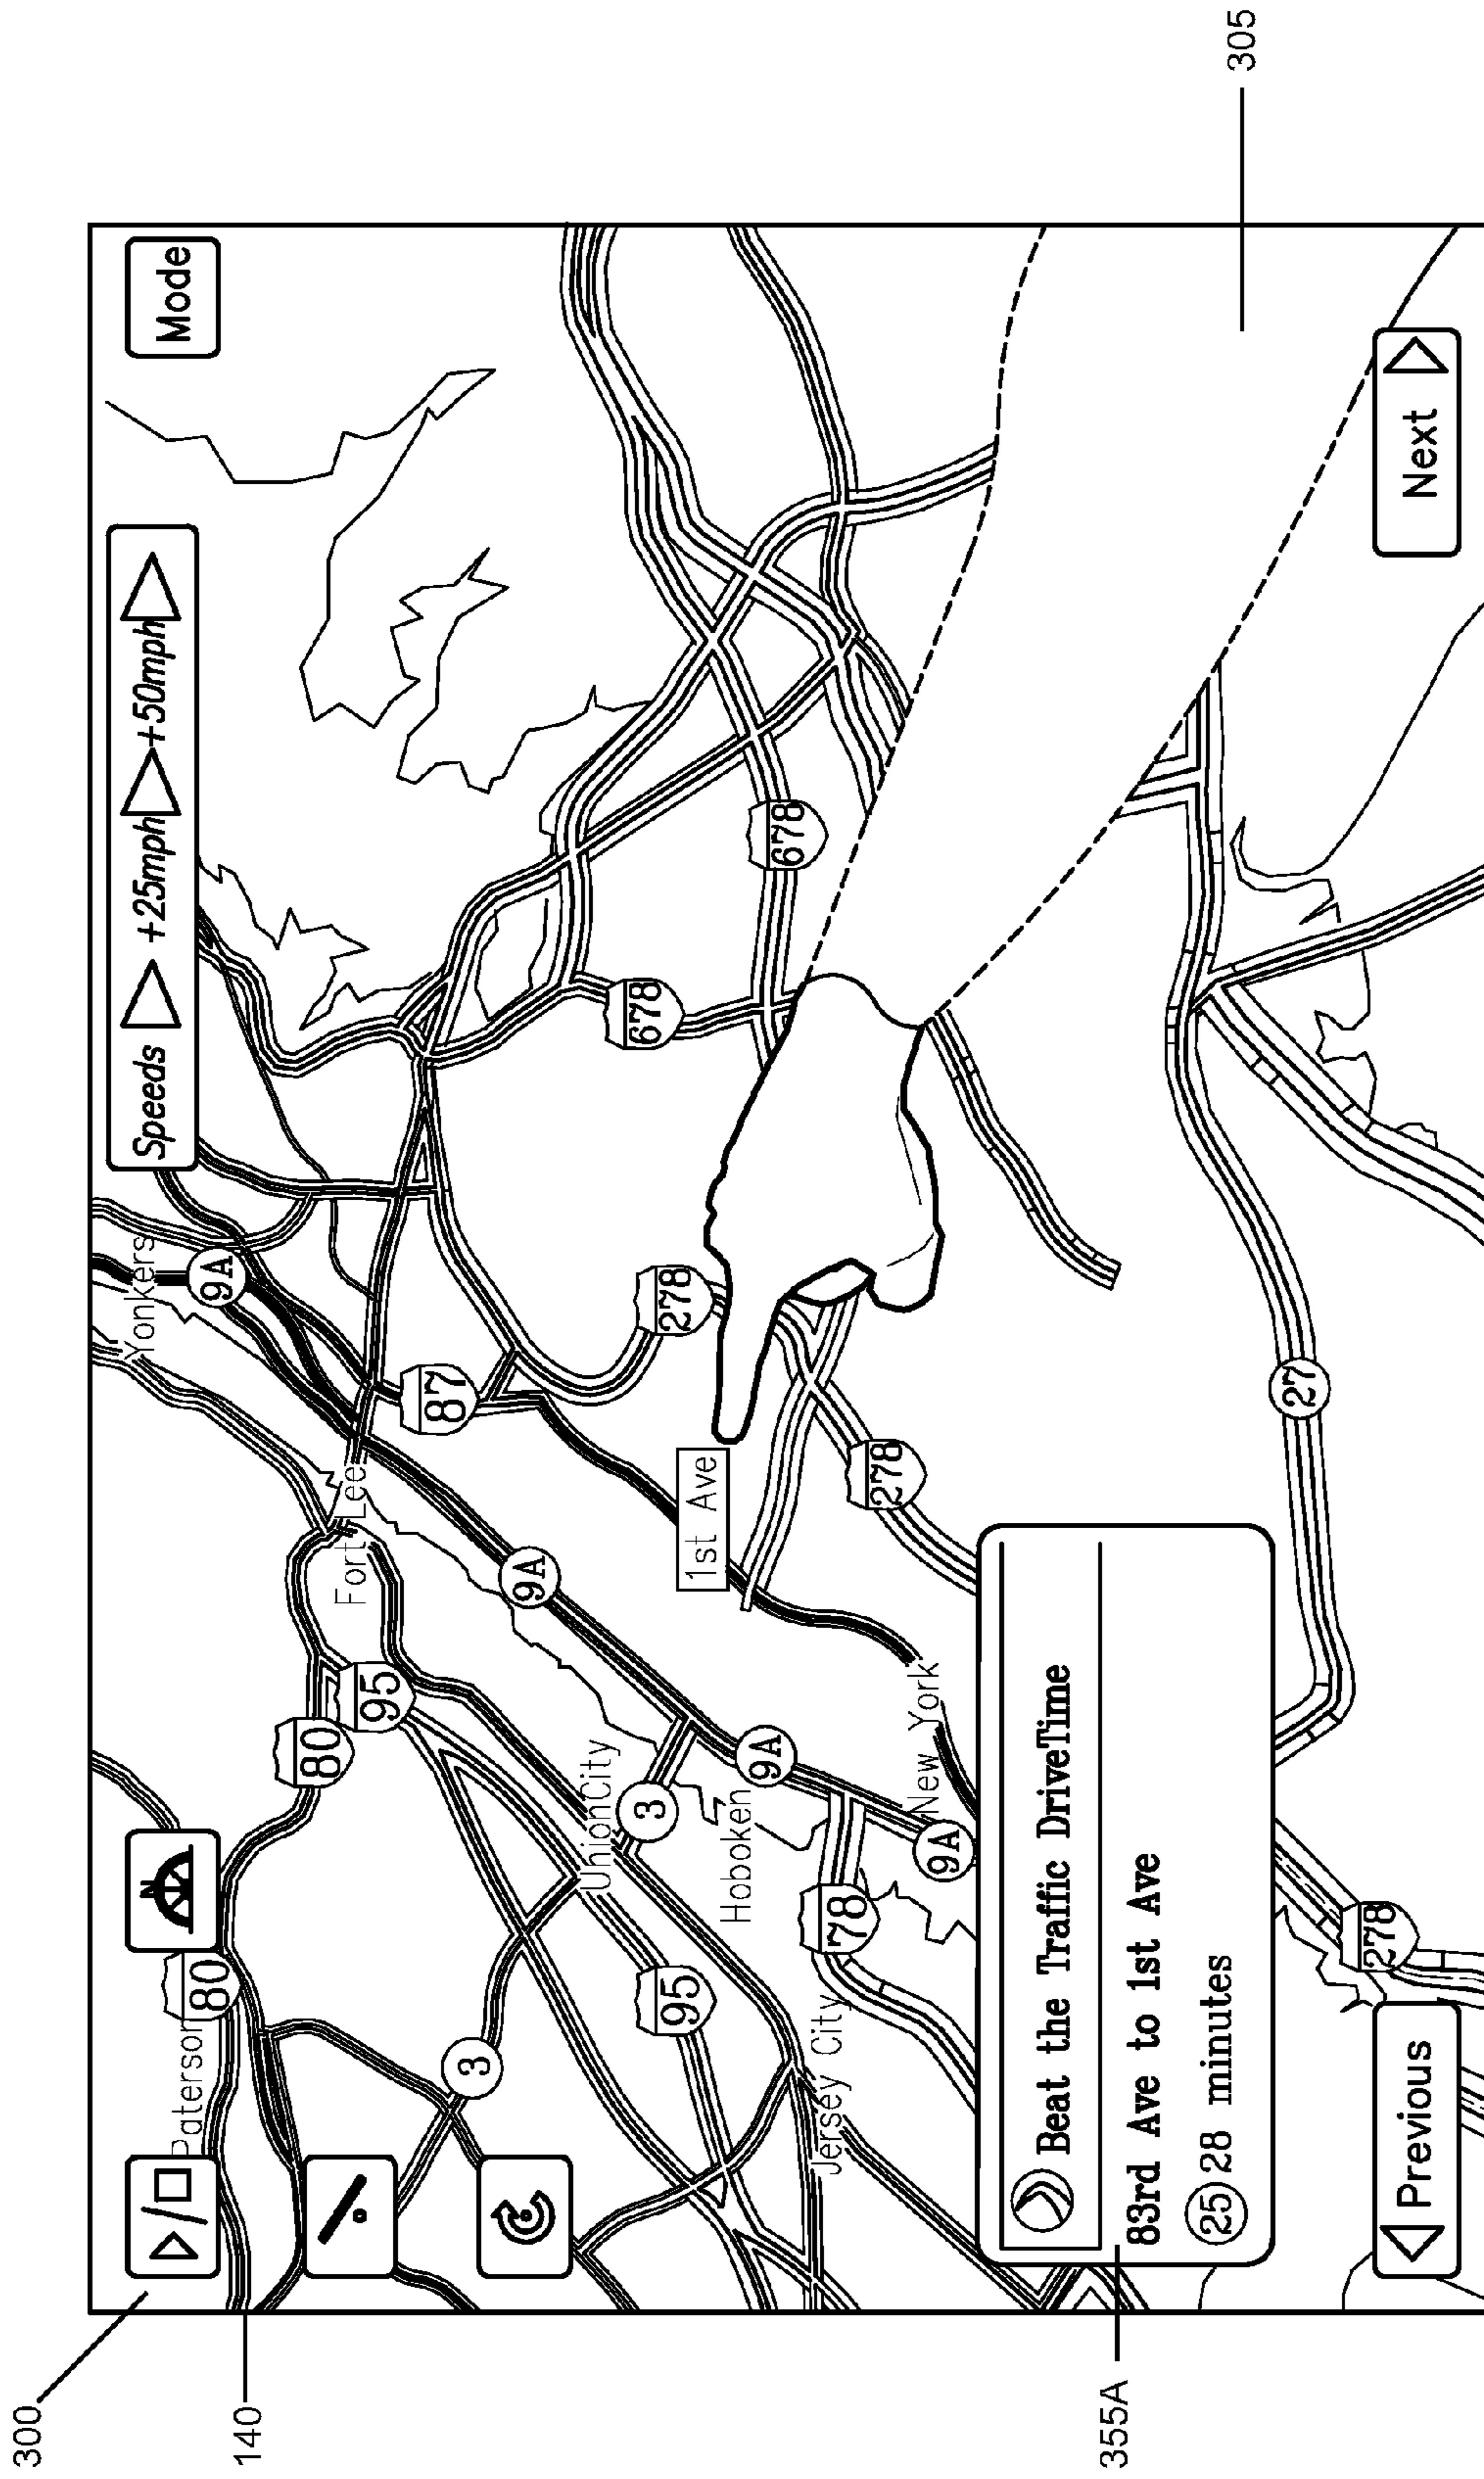 300
140
355A
305
Speeds +25mph +50mph
Mode
N
Paterson
80
80
95
Fort Lee
Yonkers
9A
87
9A
3
3
95
Union City
Hoboken
9A
78
Jersey City
9A
New York
1st Ave
278
278
278
678
678
27
Beat the Traffic DriveTime
83rd Ave to 1st Ave
25 28 minutes
Previous
Next